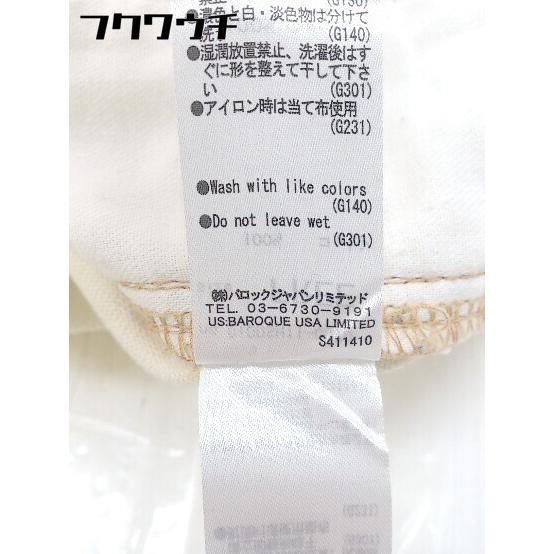 フクワウチ
(G130)
●濃色と白・淡色物は分けて
洗う
(G140)
●湿潤放置禁止、洗濯後はす
ぐに形を整えて干して下さ
い
(G301)
●アイロン時は当て布使用
(G231)
●Wash with like colors
(G140)
●Do not leave wet
(G301)
㈱バロックジャパンリミテッド
TEL. 03-6730-9191
US:BAROQUE USA LIMITED
S411410